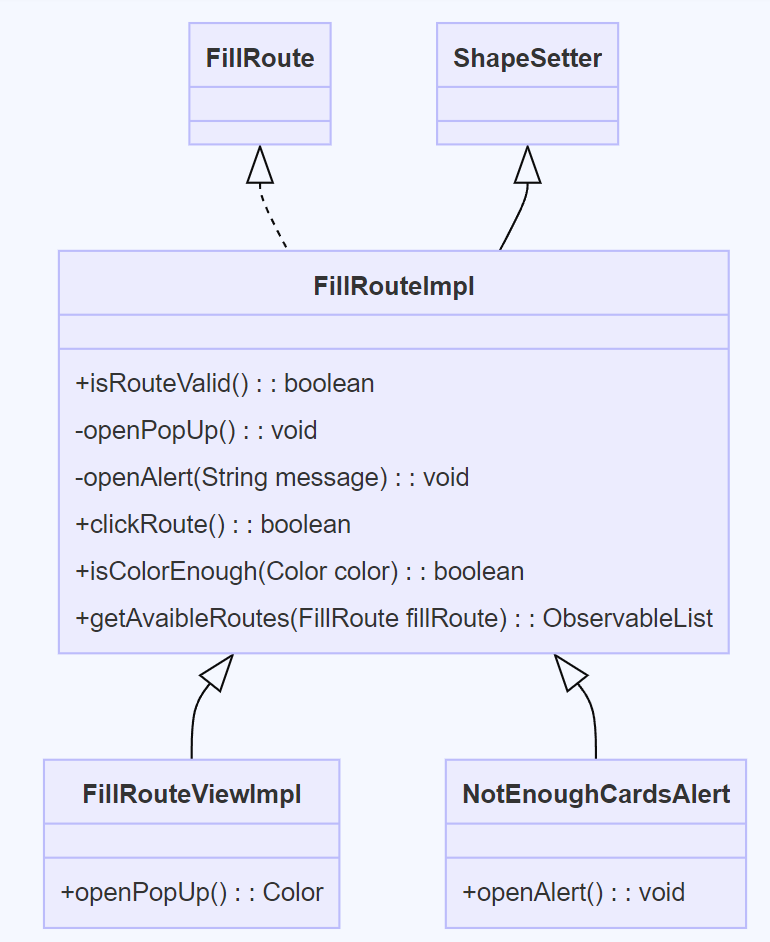 FillRoute
ShapeSetter
FillRouteImpl
+isRouteValid() : : boolean
-openPopUp() : : void
-openAlert(String message) : : void
+clickRoute() : : boolean
+isColorEnough(Color color) : : boolean
+getAvaibleRoutes(FillRoute fillRoute) : : ObservableList
FillRouteViewImpl
+openPopUp() : : Color
NotEnoughCardsAlert
+openAlert() : : void